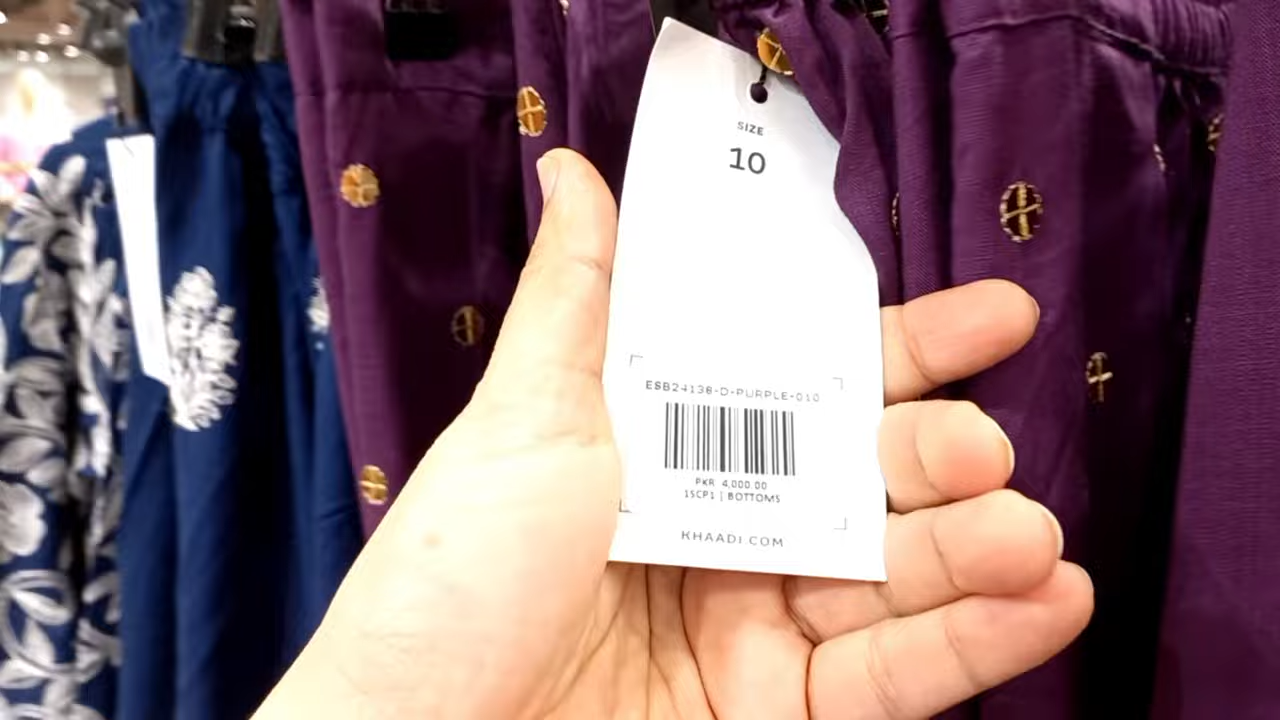 SIZE
10
ESB24138-D-PURPLE-010
PKR 4,000.00
1SCP1 | BOTTOMS
KHAADI.COM